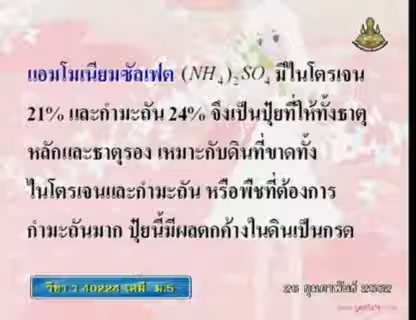 แอมโมเนียมซัลเฟต (NH₄)₂SO₄ มีไนโตรเจน
21% และกำมะถัน 24% จึงเป็นปุ๋ยที่ให้ทั้งธาตุ
หลักและธาตุรอง เหมาะกับดินที่ขาดทั้ง
ไนโตรเจนและกำมะถัน หรือพืชที่ต้องการ
กำมะถันมาก ปุ๋ยนี้มีผลตกค้างในดินเป็นกรด
วิชา ว 40224 เคมี ม.5
26 กุมภาพันธ์ 2552